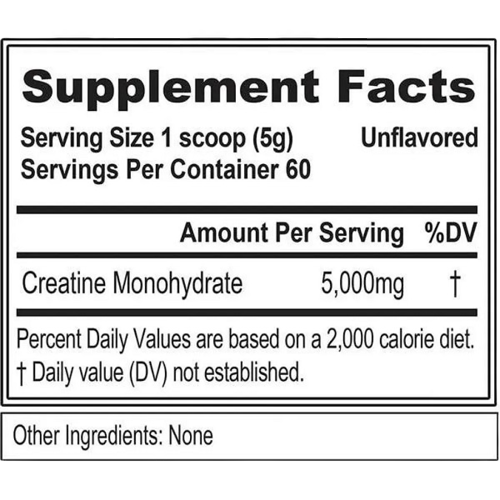 Supplement Facts
Serving Size 1 scoop (5g) Unflavored
Servings Per Container 60
Amount Per Serving %DV
Creatine Monohydrate 5,000mg †
Percent Daily Values are based on a 2,000 calorie diet.
† Daily value (DV) not established.
Other Ingredients: None